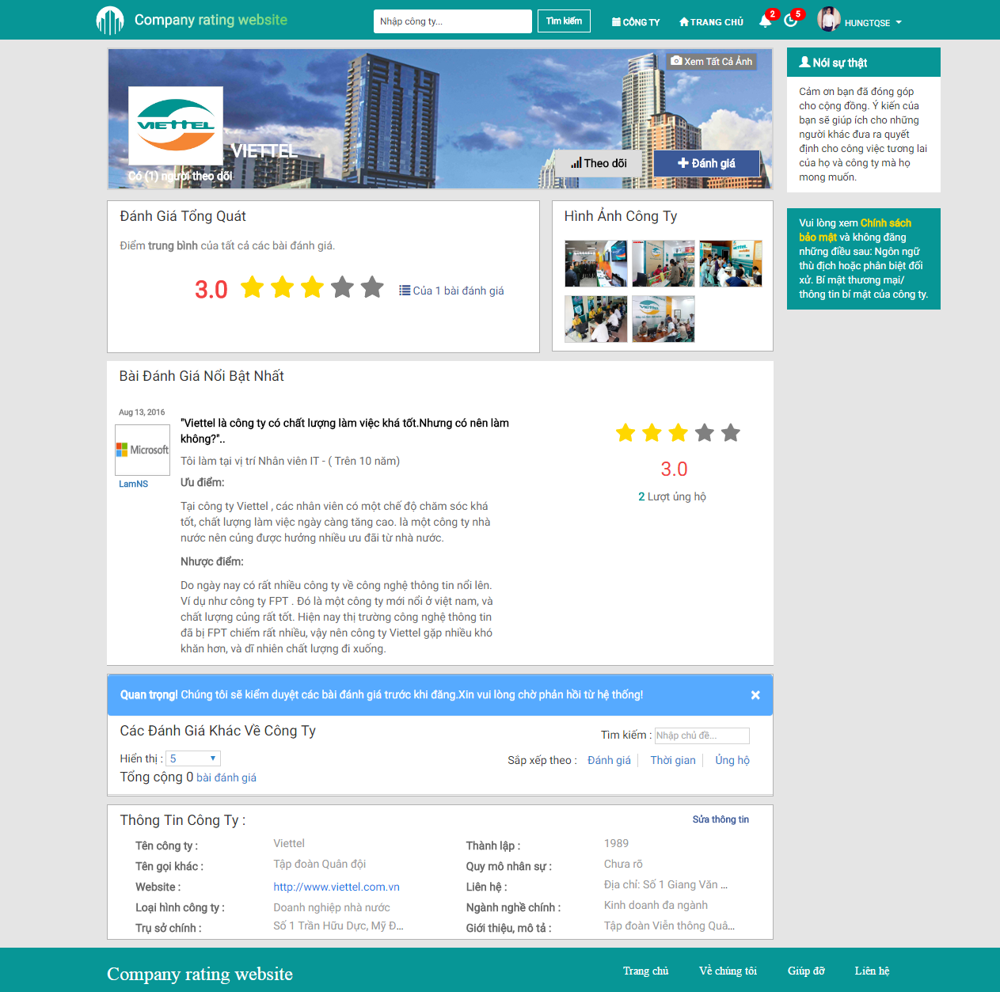 Company rating website
Nhập công ty...
Tìm kiếm
CÔNG TY
TRANG CHỦ
2
5
HUNGTQSE
Xem Tất Cả Ảnh
VIETTEL
VIETTEL
Có (1) người theo dõi
Theo dõi
Đánh giá
Nói sự thật
Cảm ơn bạn đã đóng góp
cho cộng đồng. Ý kiến của
bạn sẽ giúp ích cho những
người khác đưa ra quyết
định cho công việc tương lai
của họ và công ty mà họ
mong muốn.
Vui lòng xem Chính sách
bảo mật và không đăng
những điều sau: Ngôn ngữ
thù địch hoặc phân biệt đối
xử. Bí mật thương mại/
thông tin bí mật của công ty.
Đánh Giá Tổng Quát
Điểm trung bình của tất cả các bài đánh giá.
3.0
Của 1 bài đánh giá
Hình Ảnh Công Ty
Bài Đánh Giá Nổi Bật Nhất
Aug 13, 2016
Microsoft
LamNS
"Viettel là công ty có chất lượng làm việc khá tốt.Nhưng có nên làm
không?"..
Tôi làm tại vị trí Nhân viên IT - ( Trên 10 năm)
Ưu điểm:
Tại công ty Viettel , các nhân viên có một chế độ chăm sóc khá
tốt, chất lượng làm việc ngày càng tăng cao. là một công ty nhà
nước nên củng được hưởng nhiều ưu đãi từ nhà nước.
Nhược điểm:
Do ngày nay có rất nhiều công ty về công nghệ thông tin nổi lên.
Ví dụ như công ty FPT . Đó là một công ty mới nổi ở việt nam, và
chất lượng củng rất tốt. Hiện nay thị trường công nghệ thông tin
đã bị FPT chiếm rất nhiều, vậy nên công ty Viettel gặp nhiều khó
khăn hơn, và dĩ nhiên chất lượng đi xuống.
3.0
2 Lượt ủng hộ
Quan trọng! Chúng tôi sẽ kiểm duyệt các bài đánh giá trước khi đăng.Xin vui lòng chờ phản hồi từ hệ thống!
×
Các Đánh Giá Khác Về Công Ty
Tìm kiếm : Nhập chủ đề...
Hiển thị : 5
Sắp xếp theo : Đánh giá Thời gian Ủng hộ
Tổng cộng 0 bài đánh giá
Thông Tin Công Ty :
Sửa thông tin
Tên công ty : Viettel
Thành lập : 1989
Tên gọi khác : Tập đoàn Quân đội
Quy mô nhân sự : Chưa rõ
Website : http://www.viettel.com.vn
Liên hệ : Địa chỉ: Số 1 Giang Văn ...
Loại hình công ty : Doanh nghiệp nhà nước
Ngành nghề chính : Kinh doanh đa ngành
Trụ sở chính : Số 1 Trần Hữu Dực, Mỹ Đ...
Giới thiệu, mô tả : Tập đoàn Viễn thông Quâ...
Company rating website
Trang chủ
Về chúng tôi
Giúp đỡ
Liên hệ